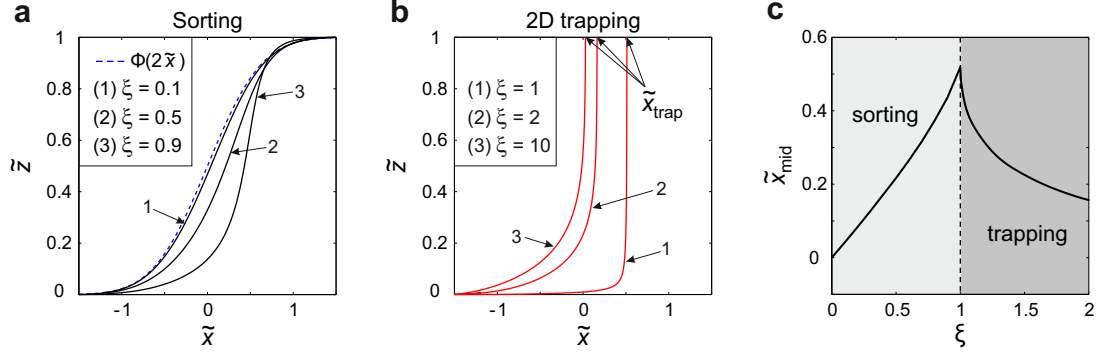 a
Sorting
1
0.8
0.6
0.4
0.2
0
z̃
Φ(2x̃)
(1) ξ = 0.1
(2) ξ = 0.5
(3) ξ = 0.9
3
2
1
-1
0
1
x̃
b
2D trapping
1
0.8
0.6
0.4
0.2
0
z̃
(1) ξ = 1
(2) ξ = 2
(3) ξ = 10
x̃trap
2
3
1
-1
0
1
x̃
c
0.6
0.4
0.2
0
x̃mid
sorting
trapping
0
0.5
1
1.5
2
ξ